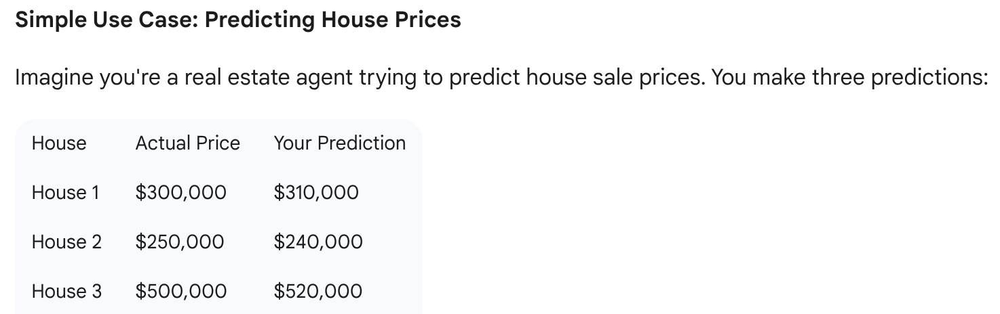 Simple Use Case: Predicting House Prices
Imagine you're a real estate agent trying to predict house sale prices. You make three predictions:
House Actual Price Your Prediction
House 1 $300,000 $310,000
House 2 $250,000 $240,000
House 3 $500,000 $520,000